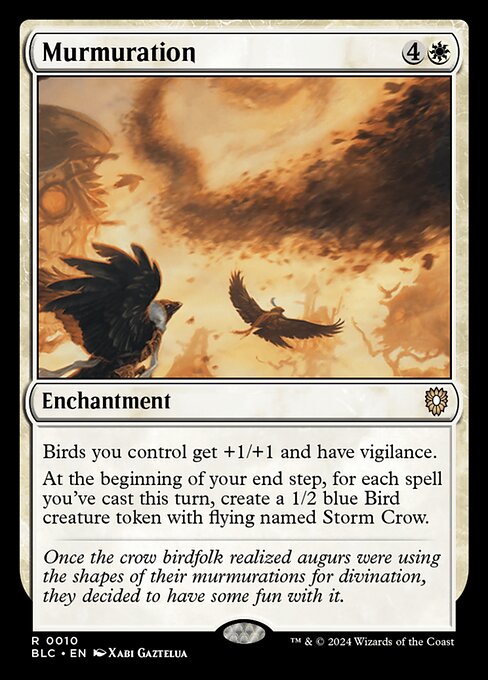 Murmuration 4
Enchantment
Birds you control get +1/+1 and have vigilance.
At the beginning of your end step, for each spell
you've cast this turn, create a 1/2 blue Bird
creature token with flying named Storm Crow.
Once the crow birdfolk realized augurs were using
the shapes of their murmurations for divination,
they decided to have some fun with it.
R 0010
BLC • EN Xabi Gaztelua
™ & © 2024 Wizards of the Coast